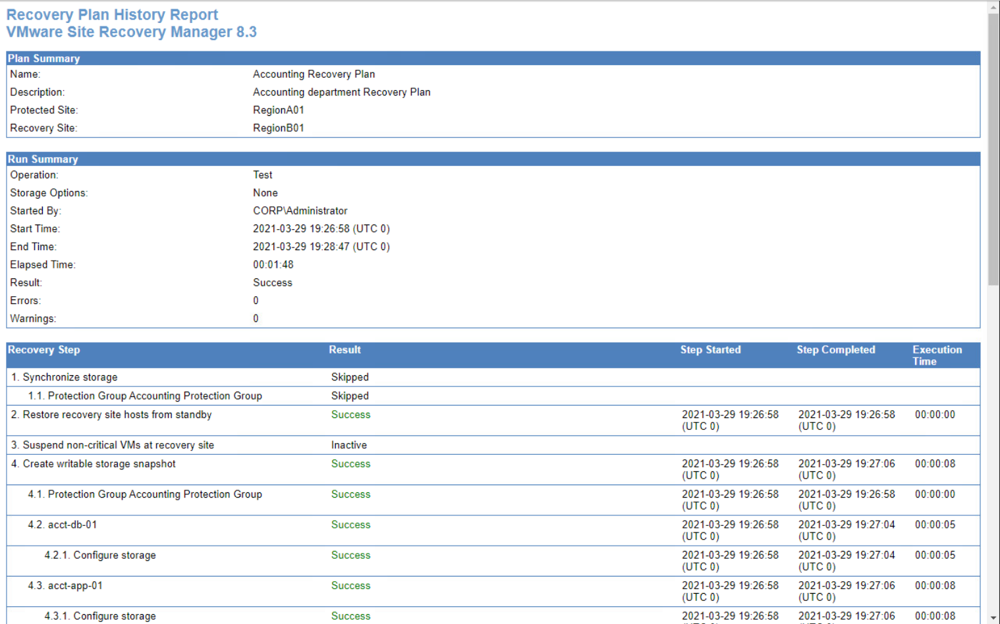 Recovery Plan History Report
VMware Site Recovery Manager 8.3
Plan Summary
Name: Accounting Recovery Plan
Description: Accounting department Recovery Plan
Protected Site: RegionA01
Recovery Site: RegionB01
Run Summary
Operation: Test
Storage Options: None
Started By: CORP\Administrator
Start Time: 2021-03-29 19:26:58 (UTC 0)
End Time: 2021-03-29 19:28:47 (UTC 0)
Elapsed Time: 00:01:48
Result: Success
Errors: 0
Warnings: 0
Recovery Step Result Step Started Step Completed Execution
Time
1. Synchronize storage Skipped
1.1. Protection Group Accounting Protection Group Skipped
2. Restore recovery site hosts from standby Success 2021-03-29 19:26:58 2021-03-29 19:26:58 00:00:00
(UTC 0) (UTC 0)
3. Suspend non-critical VMs at recovery site Inactive
4. Create writable storage snapshot Success 2021-03-29 19:26:58 2021-03-29 19:27:06 00:00:08
(UTC 0) (UTC 0)
4.1. Protection Group Accounting Protection Group Success 2021-03-29 19:26:58 2021-03-29 19:26:58 00:00:00
(UTC 0) (UTC 0)
4.2. acct-db-01 Success 2021-03-29 19:26:58 2021-03-29 19:27:04 00:00:05
(UTC 0) (UTC 0)
4.2.1. Configure storage Success 2021-03-29 19:26:58 2021-03-29 19:27:04 00:00:05
(UTC 0) (UTC 0)
4.3. acct-app-01 Success 2021-03-29 19:26:58 2021-03-29 19:27:06 00:00:08
(UTC 0) (UTC 0)
4.3.1. Configure storage Success 2021-03-29 19:26:58 2021-03-29 19:27:06 00:00:08